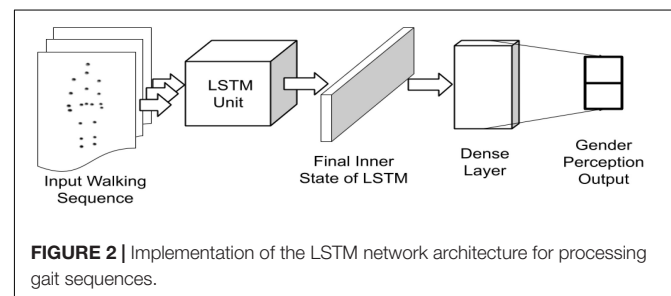 LSTM
Unit
Input Walking
Sequence
Final Inner
State of LSTM
Dense
Layer
Gender
Perception
Output
FIGURE 2 | Implementation of the LSTM network architecture for processing
gait sequences.